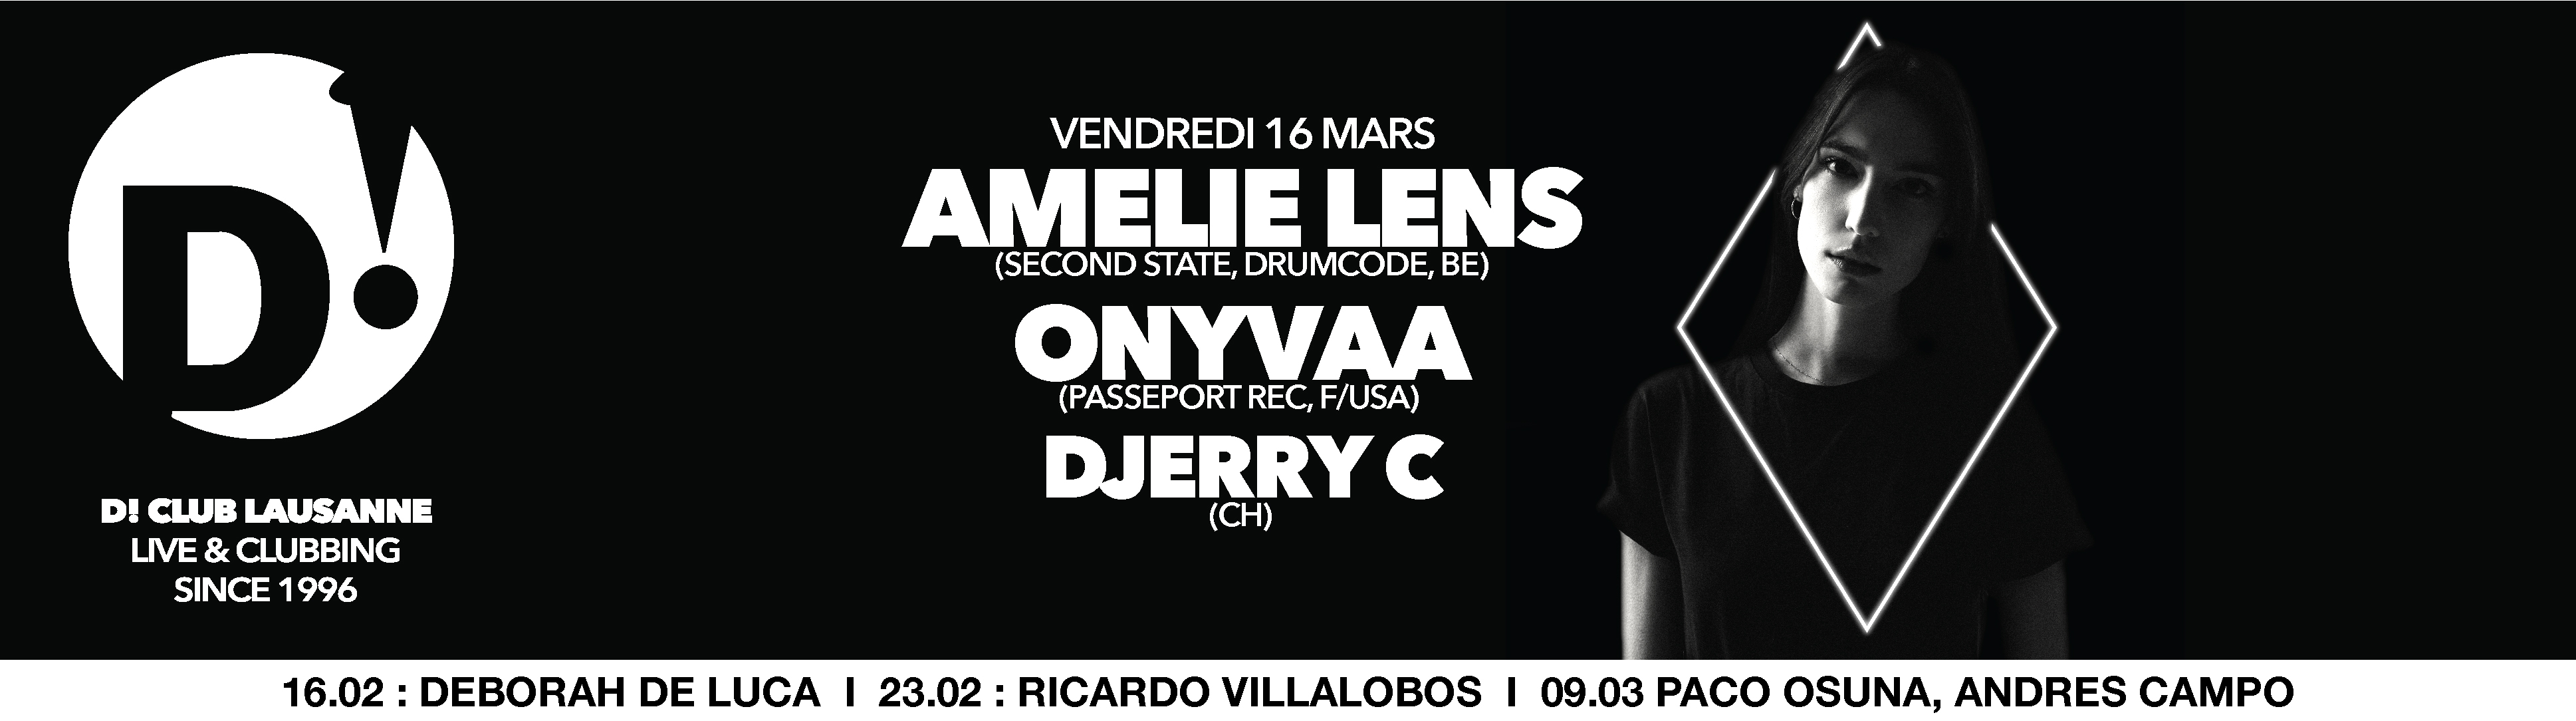 D!
D! CLUB LAUSANNE
LIVE & CLUBBING
SINCE 1996
VENDREDI 16 MARS
AMELIE LENS
(SECOND STATE, DRUMCODE, BE)
ONYVAA
(PASSEPORT REC, F/USA)
DJERRY C
(CH)
16.02 : DEBORAH DE LUCA I 23.02 : RICARDO VILLALOBOS I 09.03 PACO OSUNA, ANDRES CAMPO